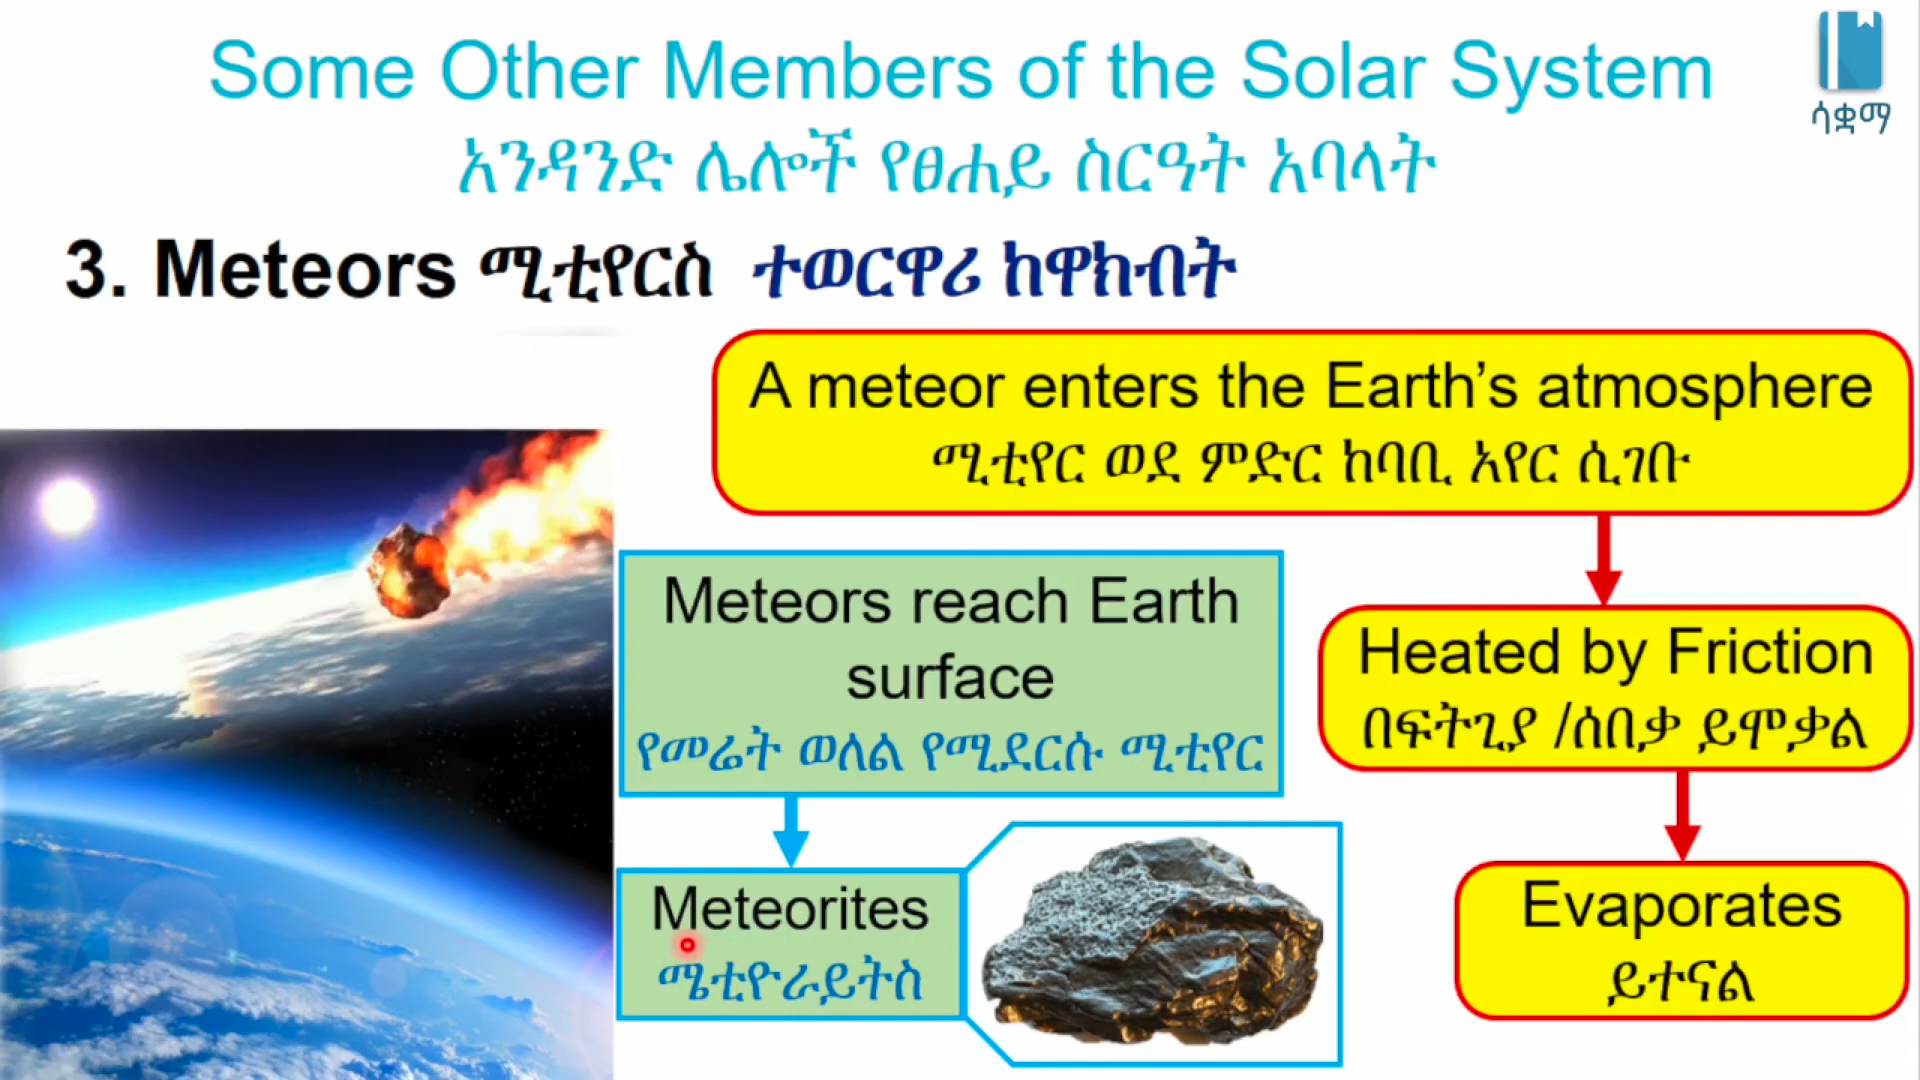 Some Other Members of the Solar System
አንዳንድ ሌሎች የፀሐይ ስርዓት አባላት
ሳቋማ
3. Meteors ሚቲየርስ ተወርዋሪ ከዋክብት
A meteor enters the Earth’s atmosphere
ሚቲየር ወደ ምድር ከባቢ አየር ሲገቡ
Meteors reach Earth
surface
የመሬት ወለል የሚደርሱ ሚቲየር
Heated by Friction
በፍትጊያ /ሰበቃ ይሞቃል
Meteorites
ሜቲዮራይትስ
Evaporates
ይተናል